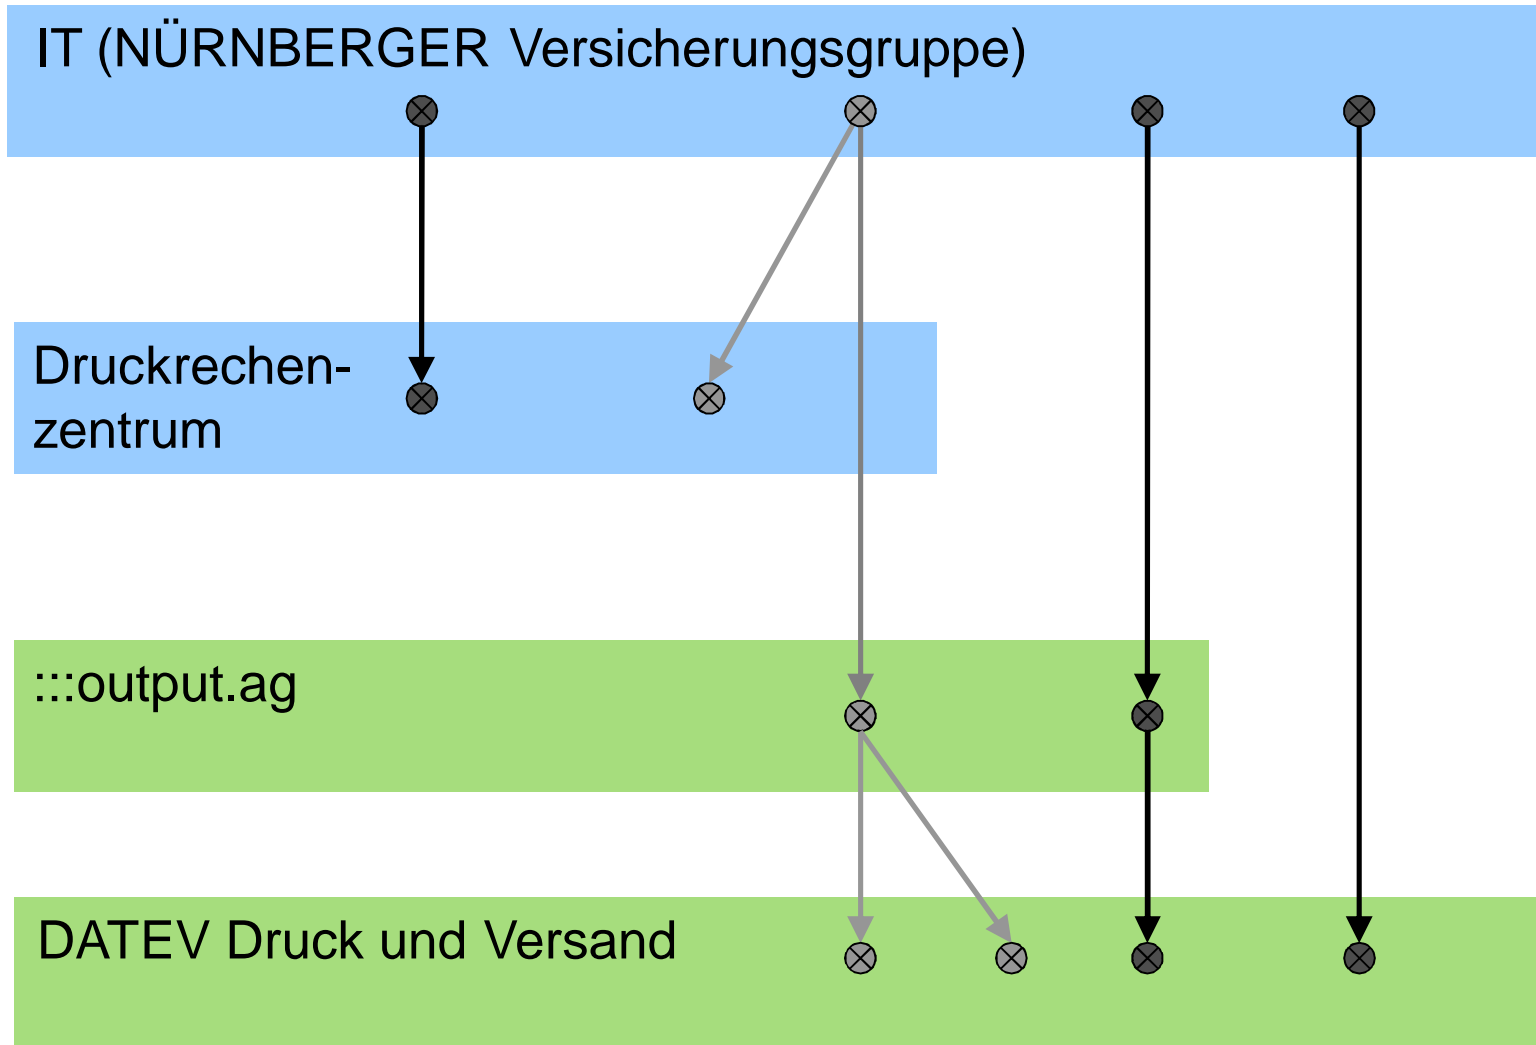 IT (NÜRNBERGER Versicherungsgruppe)
Druckrechen-
zentrum
:::output.ag
DATEV Druck und Versand